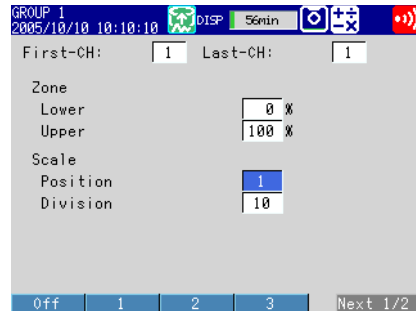 GROUP 1
2005/10/10 10:10:10 DISP 56min
First-CH: 1 Last-CH: 1
Zone
Lower 0 %
Upper 100 %
Scale
Position 1
Division 10
Off 1 2 3 Next 1/2